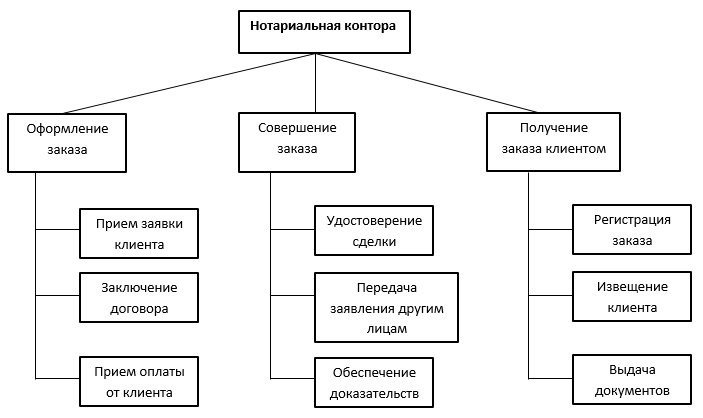 Нотариальная контора
Оформление
заказа
Совершение
заказа
Получение
заказа клиентом
Прием заявки
клиента
Заключение
договора
Прием оплаты
от клиента
Удостоверение
сделки
Передача
заявления другим
лицам
Обеспечение
доказательств
Регистрация
заказа
Извещение
клиента
Выдача
документов